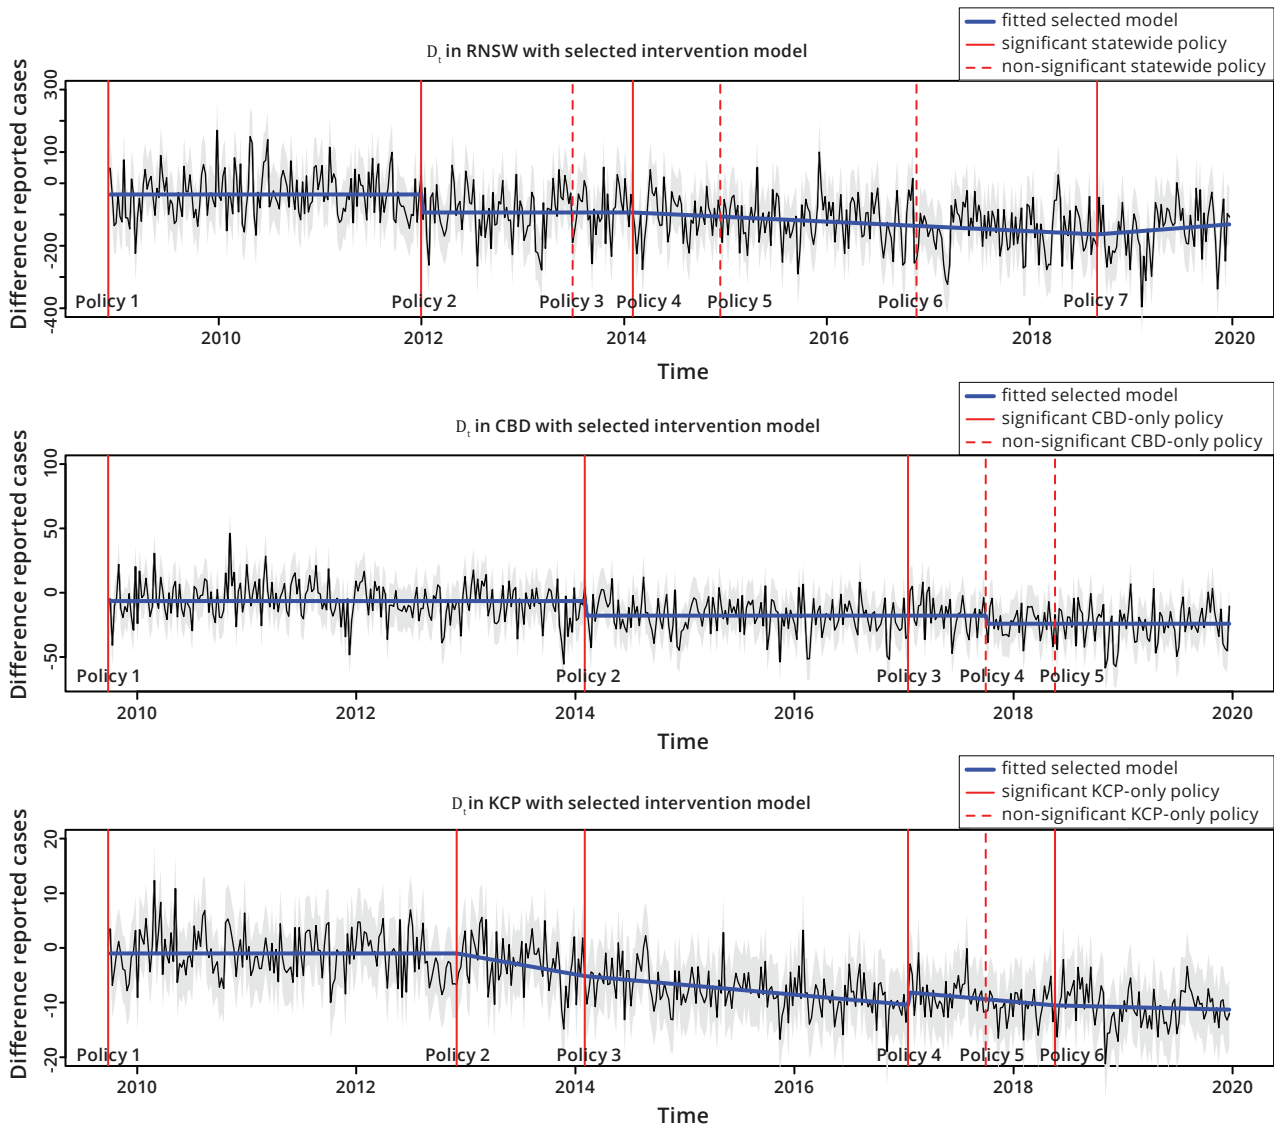 fitted selected model
significant statewide policy
non-significant statewide policy
Dt in RNSW with selected intervention model
Difference reported cases
300
100
0
-200
-400
Policy 1
Policy 2
Policy 3
Policy 4
Policy 5
Policy 6
Policy 7
2010
2012
2014
2016
2018
2020
Time
fitted selected model
significant CBD-only policy
non-significant CBD-only policy
Dt in CBD with selected intervention model
Difference reported cases
100
50
0
-50
Policy 1
Policy 2
Policy 3
Policy 4
Policy 5
2010
2012
2014
2016
2018
2020
Time
fitted selected model
significant KCP-only policy
non-significant KCP-only policy
Dt in KCP with selected intervention model
Difference reported cases
20
10
0
-10
-20
Policy 1
Policy 2
Policy 3
Policy 4
Policy 5
Policy 6
2010
2012
2014
2016
2018
2020
Time